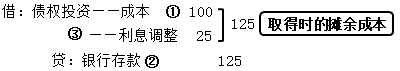 借：债权投资——成本 ① 100
③ ——利息调整 25
125 取得时的摊余成本
贷：银行存款② 125